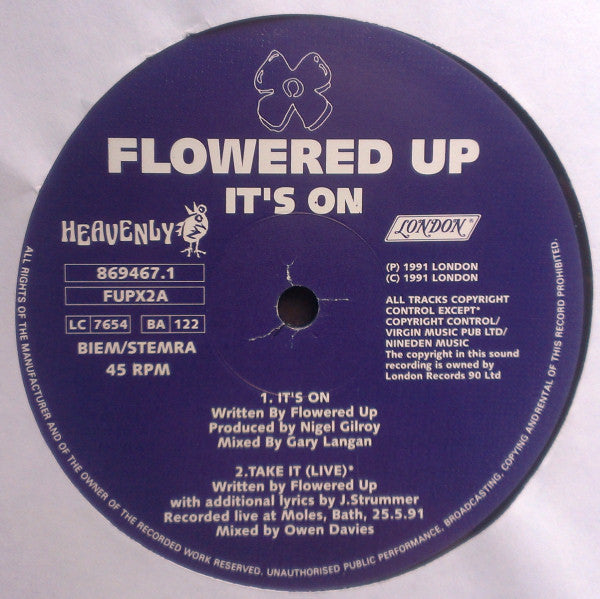 FLOWERED UP
IT'S ON
HEAVENLY
LONDON®
869467.1
FUPX2A
LC 7654 BA 122
BIEM/STEMRA
45 RPM
(P) 1991 LONDON
(C) 1991 LONDON
ALL TRACKS COPYRIGHT
CONTROL EXCEPT*
COPYRIGHT CONTROL/
VIRGIN MUSIC PUB LTD/
NINEDEN MUSIC
The copyright in this sound
recording is owned by
London Records 90 Ltd
1. IT'S ON
Written By Flowered Up
Produced by Nigel Gilroy
Mixed By Gary Langan
2.TAKE IT (LIVE)*
Written by Flowered Up
with additional lyrics by J.Strummer
Recorded live at Moles, Bath, 25.5.91
Mixed by Owen Davies
ALL RIGHTS OF THE MANUFACTURER AND OF THE OWNER OF THE RECORDED WORK RESERVED. UNAUTHORISED PUBLIC PERFORMANCE, BROADCASTING, COPYING AND RENTAL OF THIS RECORD PROHIBITED.